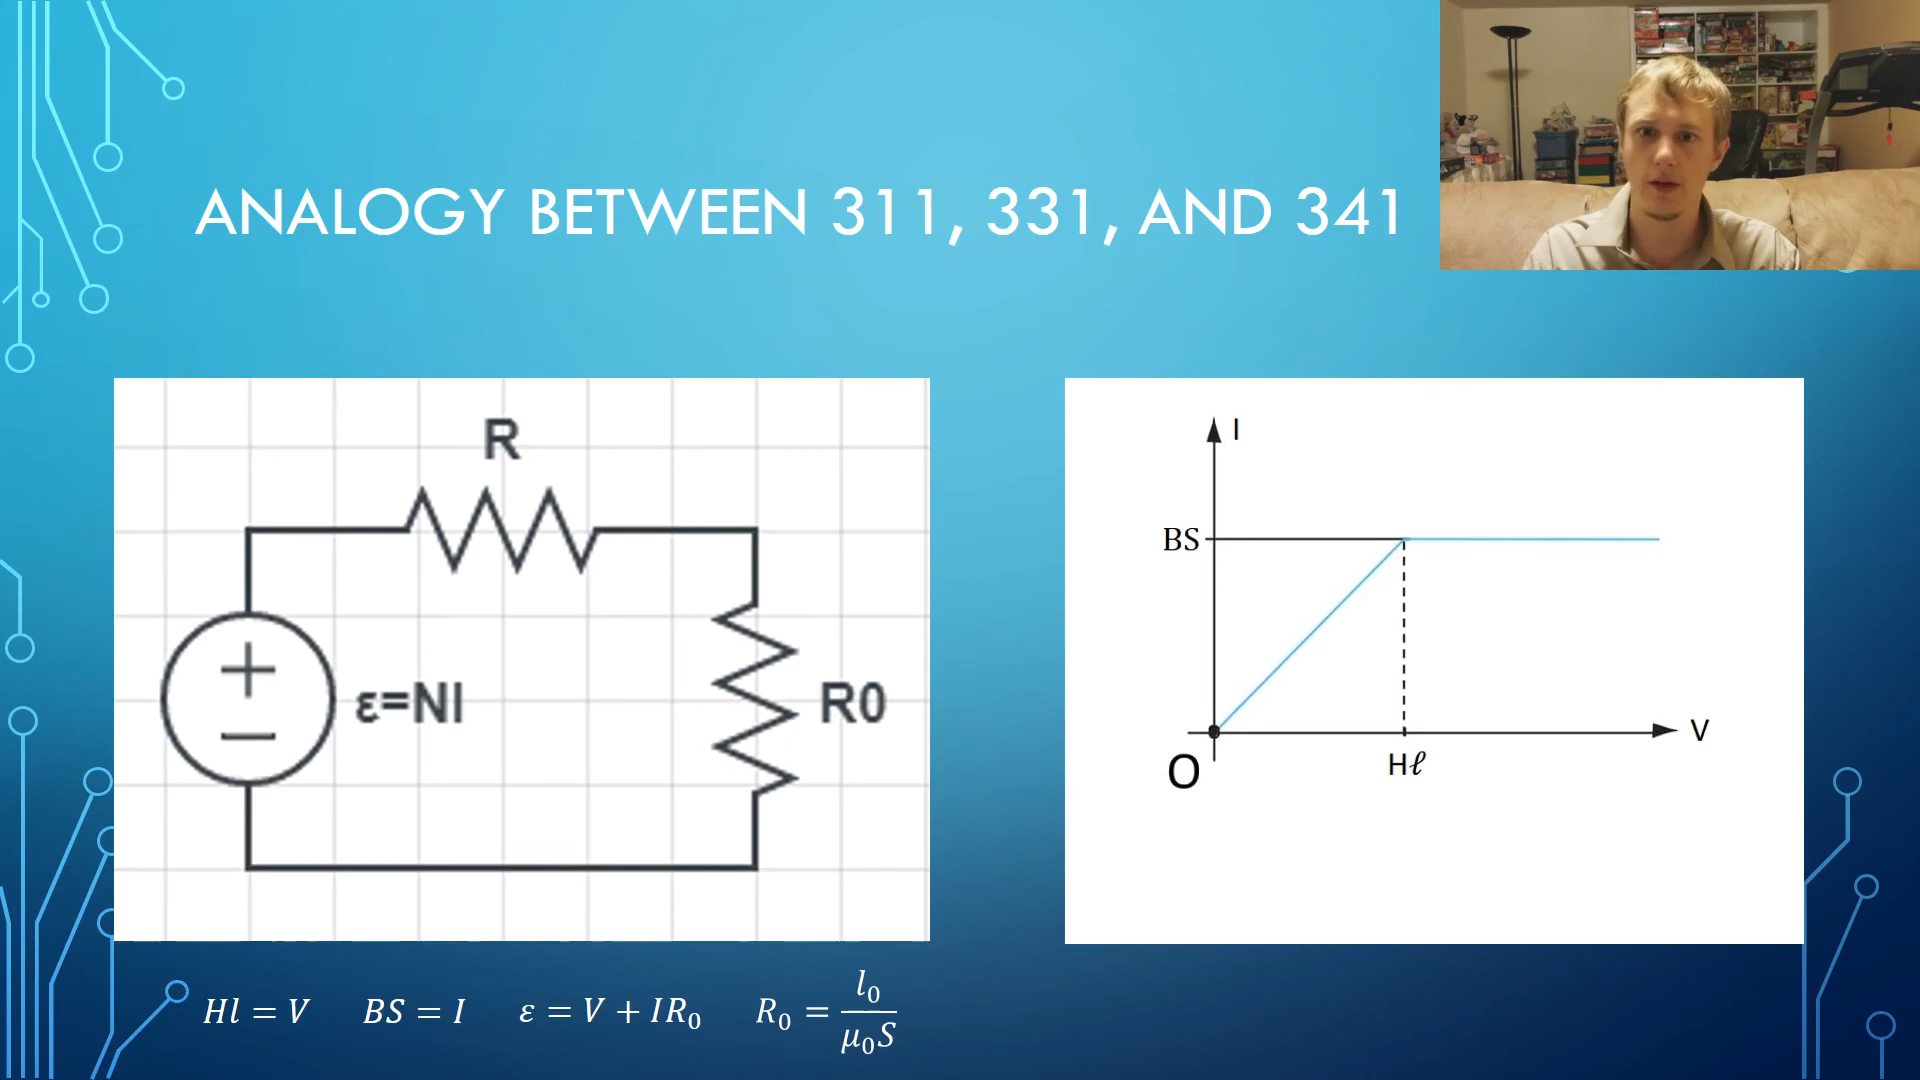 ANALOGY BETWEEN 311, 331, AND 341
R
ε=NI
R0
I
BS
V
O
Hℓ
Hl = V
BS = I
ε = V + IR₀
R₀ = l₀/μ₀S